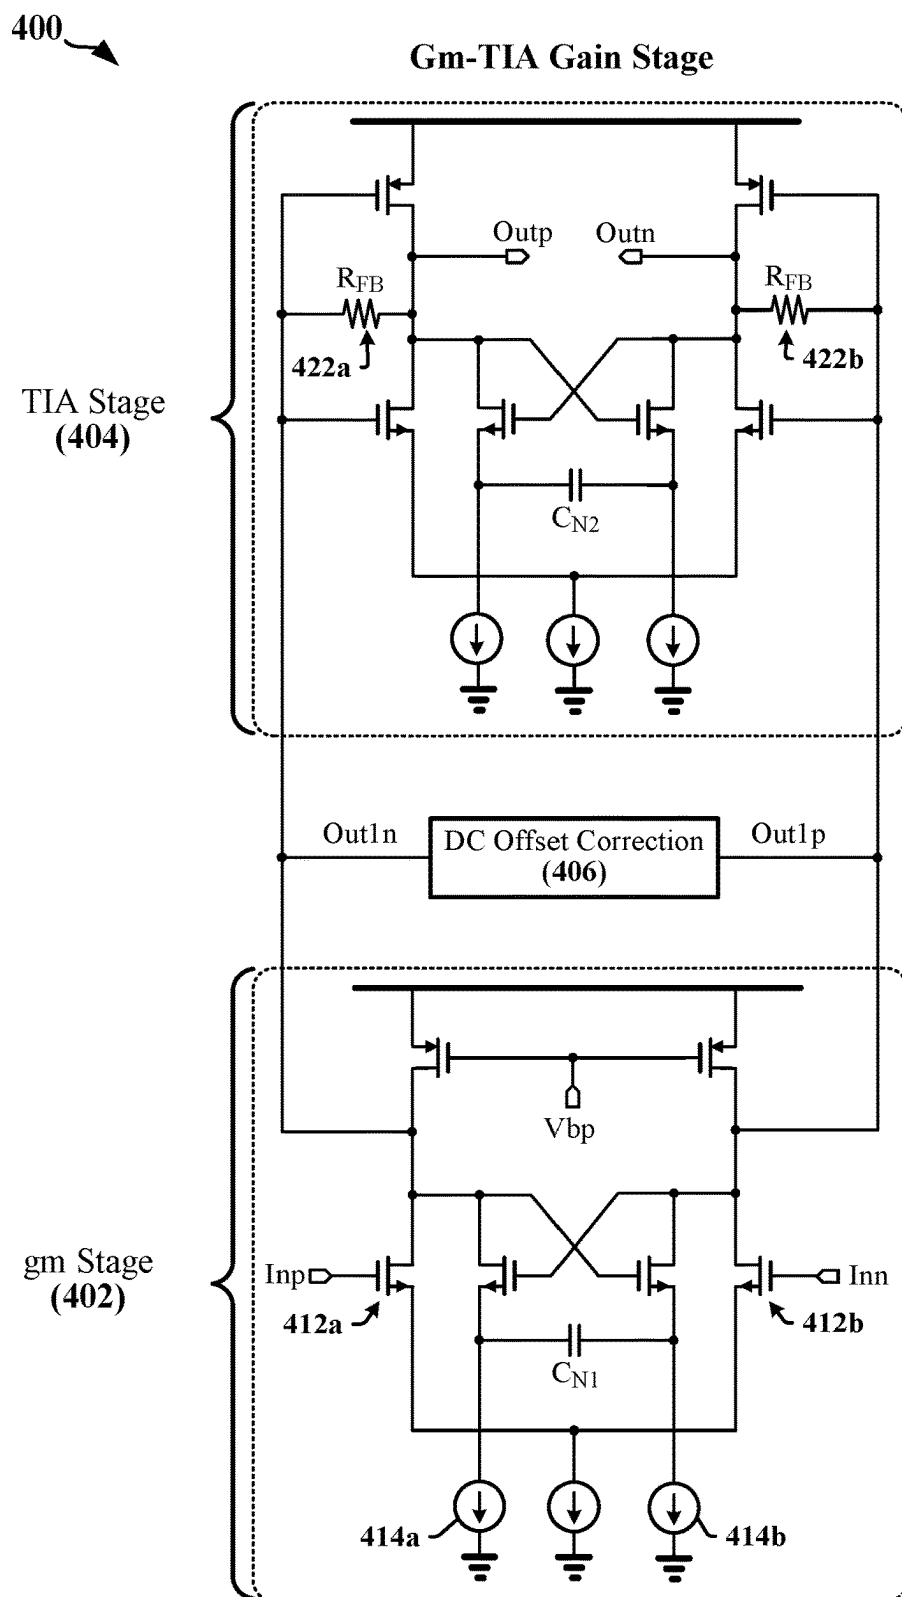 400
Gm-TIA Gain Stage
Outp
Outn
RFB
RFB
422a
422b
TIA Stage
(404)
CN2
Out1n
DC Offset Correction
(406)
Out1p
Vbp
gm Stage
(402)
Inp
Inn
412a
412b
CN1
414a
414b